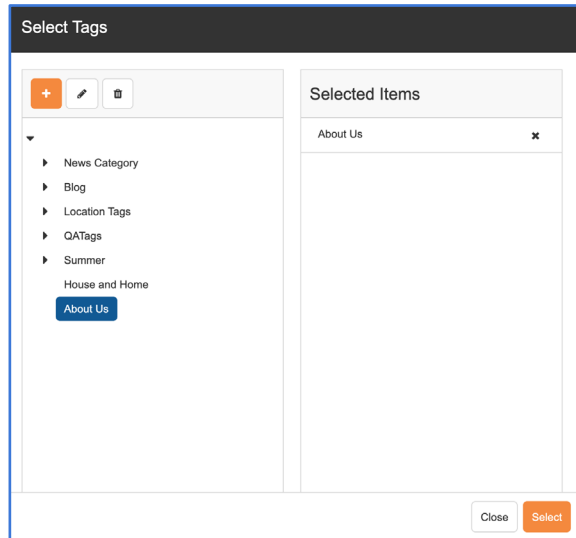 Select Tags
Selected Items
About Us
News Category
Blog
Location Tags
QATags
Summer
House and Home
About Us
Close
Select